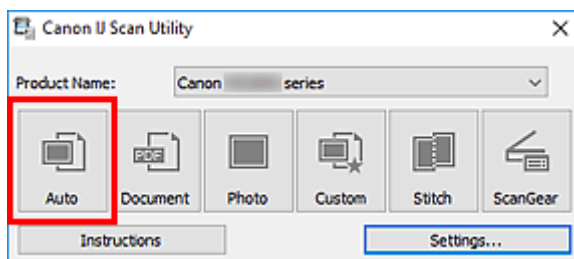 Canon IJ Scan Utility
Product Name: Canon series
Auto Document Photo Custom Stitch ScanGear
PDF
Instructions Settings...